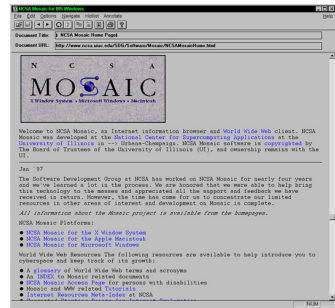 NCSA Mosaic for MS Windows
File Edit Options Navigate Hotlist Annotate Help
Document Title: NCSA Mosaic Home Page
Document URL: http://www.ncsa.uiuc.edu/SDG/Software/Mosaic/NCSAMosaicHome.html
N C S A
MOSAIC
X Window System • Microsoft Windows • Macintosh
Welcome to NCSA Mosaic, an Internet information browser and World Wide Web client. NCSA
Mosaic was developed at the National Center for Supercomputing Applications at the
University of Illinois in --> Urbana-Champaign. NCSA Mosaic software is copyrighted by
The Board of Trustees of the University of Illinois (UI), and ownership remains with the
UI.
Jan 97
The Software Development Group at NCSA has worked on NCSA Mosaic for nearly four years
and we've learned a lot in the process. We are honored that we were able to help bring
this technology to the masses and appreciated all the support and feedback we have
received in return. However, the time has come for us to concentrate our limited
resources in other areas of interest and development on Mosaic is complete.
All information about the Mosaic project is available from the homepages.
NCSA Mosaic Platforms:
NCSA Mosaic for the X Window System
NCSA Mosaic for the Apple Macintosh
NCSA Mosaic for Microsoft Windows
World Wide Web Resources The following resources are available to help introduce you to
cyberspace and keep track of its growth:
A glossary of World Wide Web terms and acronyms
An INDEX to Mosaic related documents
NCSA Mosaic Access Page for persons with disabilities
Mosaic and WWW related Tutorials
Internet Resources Meta-Index at NCSA
NUM